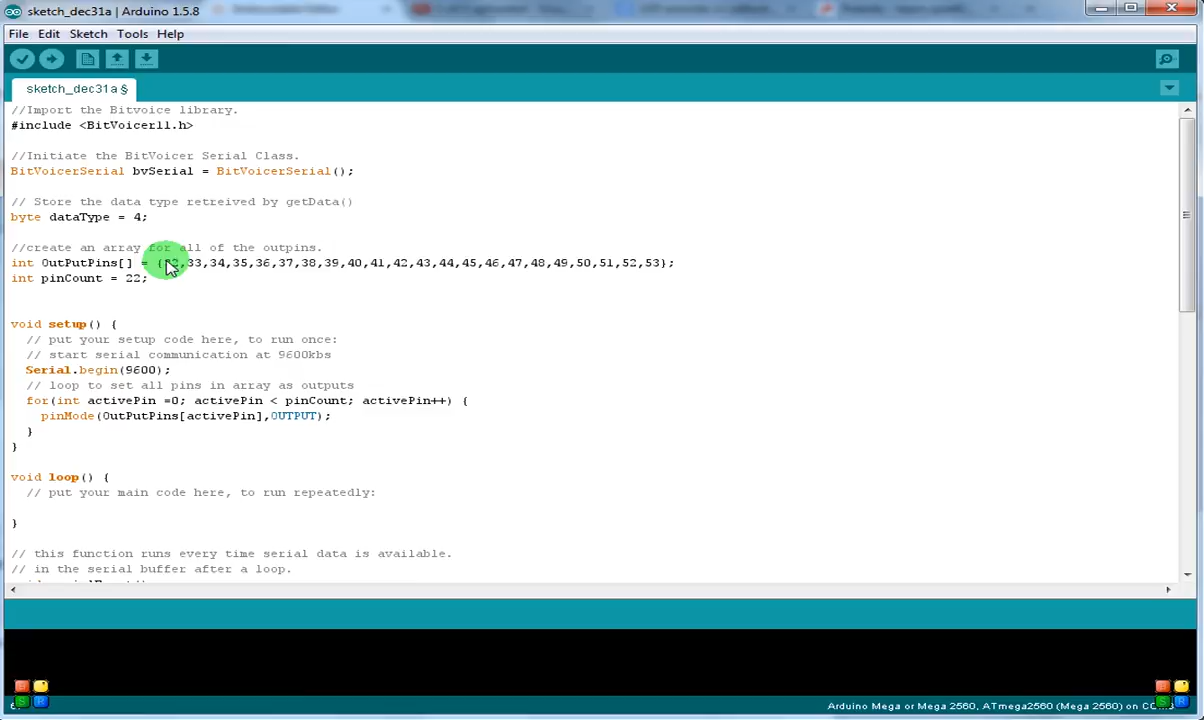 sketch_dec31a | Arduino 1.5.8
File Edit Sketch Tools Help
sketch_dec31a §
//Import the Bitvoice library.
#include <BitVoicer11.h>
//Initiate the BitVoicer Serial Class.
BitVoicerSerial bvSerial = BitVoicerSerial();
// Store the data type retreived by getData()
byte dataType = 4;
//create an array for all of the outpins.
int OutPutPins[] = {32,33,34,35,36,37,38,39,40,41,42,43,44,45,46,47,48,49,50,51,52,53};
int pinCount = 22;
void setup() {
// put your setup code here, to run once:
// start serial communication at 9600kbs
Serial.begin(9600);
// loop to set all pins in array as outputs
for(int activePin =0; activePin < pinCount; activePin++) {
pinMode(OutPutPins[activePin],OUTPUT);
}
}
void loop() {
// put your main code here, to run repeatedly:
}
// this function runs every time serial data is available.
// in the serial buffer after a loop.
Arduino Mega or Mega 2560, ATmega2560 (Mega 2560) on